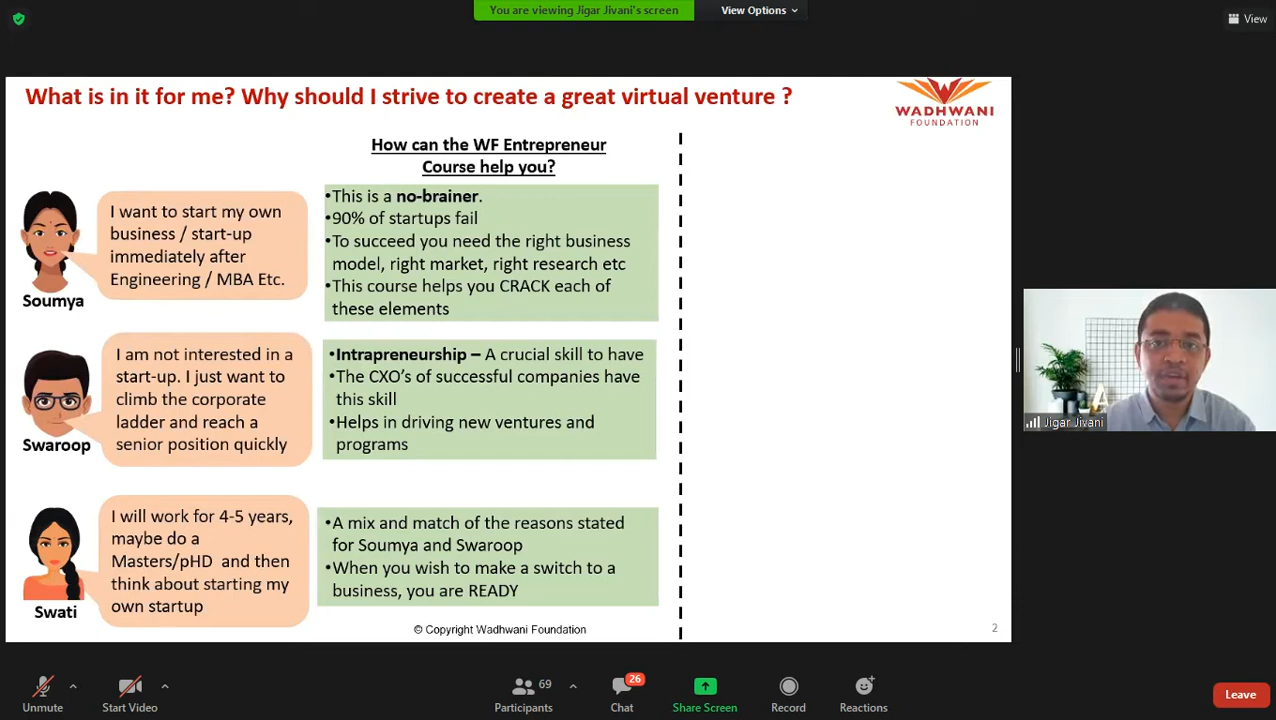 You are viewing Jigar Jivani's screen
View Options
View
What is in it for me? Why should I strive to create a great virtual venture ?
WADHWANI
FOUNDATION
How can the WF Entrepreneur
Course help you?
I want to start my own
business / start-up
immediately after
Engineering / MBA Etc.
Soumya
•This is a no-brainer.
•90% of startups fail
•To succeed you need the right business
model, right market, right research etc
•This course helps you CRACK each of
these elements
I am not interested in a
start-up. I just want to
climb the corporate
ladder and reach a
senior position quickly
Swaroop
•Intrapreneurship – A crucial skill to have
•The CXO's of successful companies have
this skill
•Helps in driving new ventures and
programs
I will work for 4-5 years,
maybe do a
Masters/pHD and then
think about starting my
own startup
Swati
•A mix and match of the reasons stated
for Soumya and Swaroop
•When you wish to make a switch to a
business, you are READY
© Copyright Wadhwani Foundation
2
Jigar Jivani
Unmute
Start Video
69
Participants
26
Chat
Share Screen
Record
Reactions
Leave